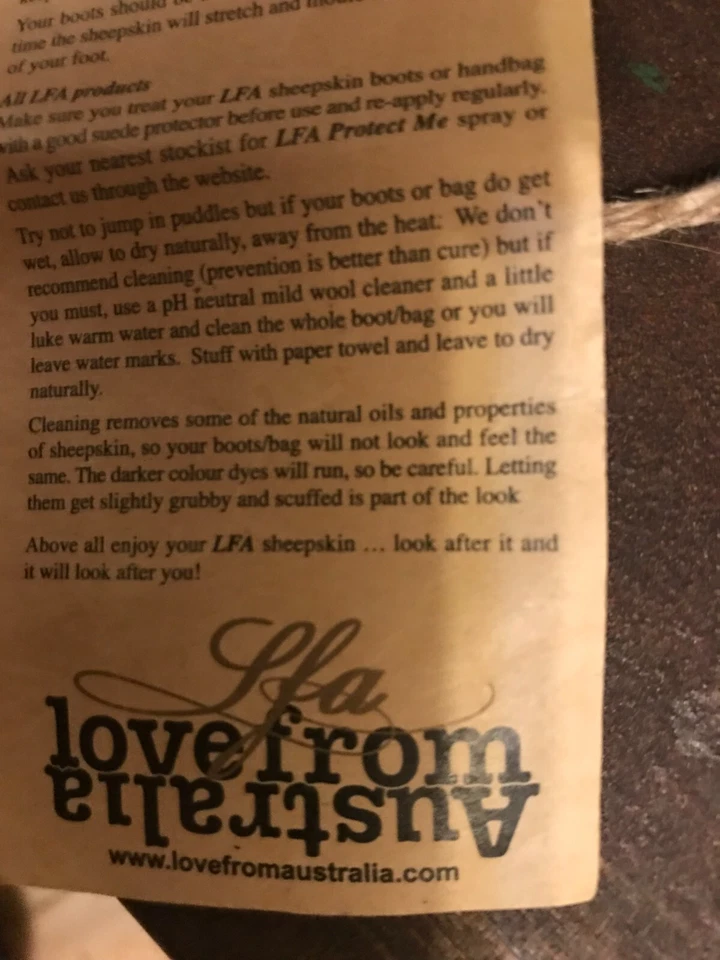 Your boots should be
time the sheepskin will stretch and
of your foot.
All LFA products
Make sure you treat your LFA sheepskin boots or handbag
with a good suede protector before use and re-apply regularly.
Ask your nearest stockist for LFA Protect Me spray or
contact us through the website.
Try not to jump in puddles but if your boots or bag do get
wet, allow to dry naturally, away from the heat: We don't
recommend cleaning (prevention is better than cure) but if
you must, use a pH neutral mild wool cleaner and a little
luke warm water and clean the whole boot/bag or you will
leave water marks. Stuff with paper towel and leave to dry
naturally.
Cleaning removes some of the natural oils and properties
of sheepskin, so your boots/bag will not look and feel the
same. The darker colour dyes will run, so be careful. Letting
them get slightly grubby and scuffed is part of the look
Above all enjoy your LFA sheepskin ... look after it and
it will look after you!
Lfa
love from
Australia
www.lovefromaustralia.com